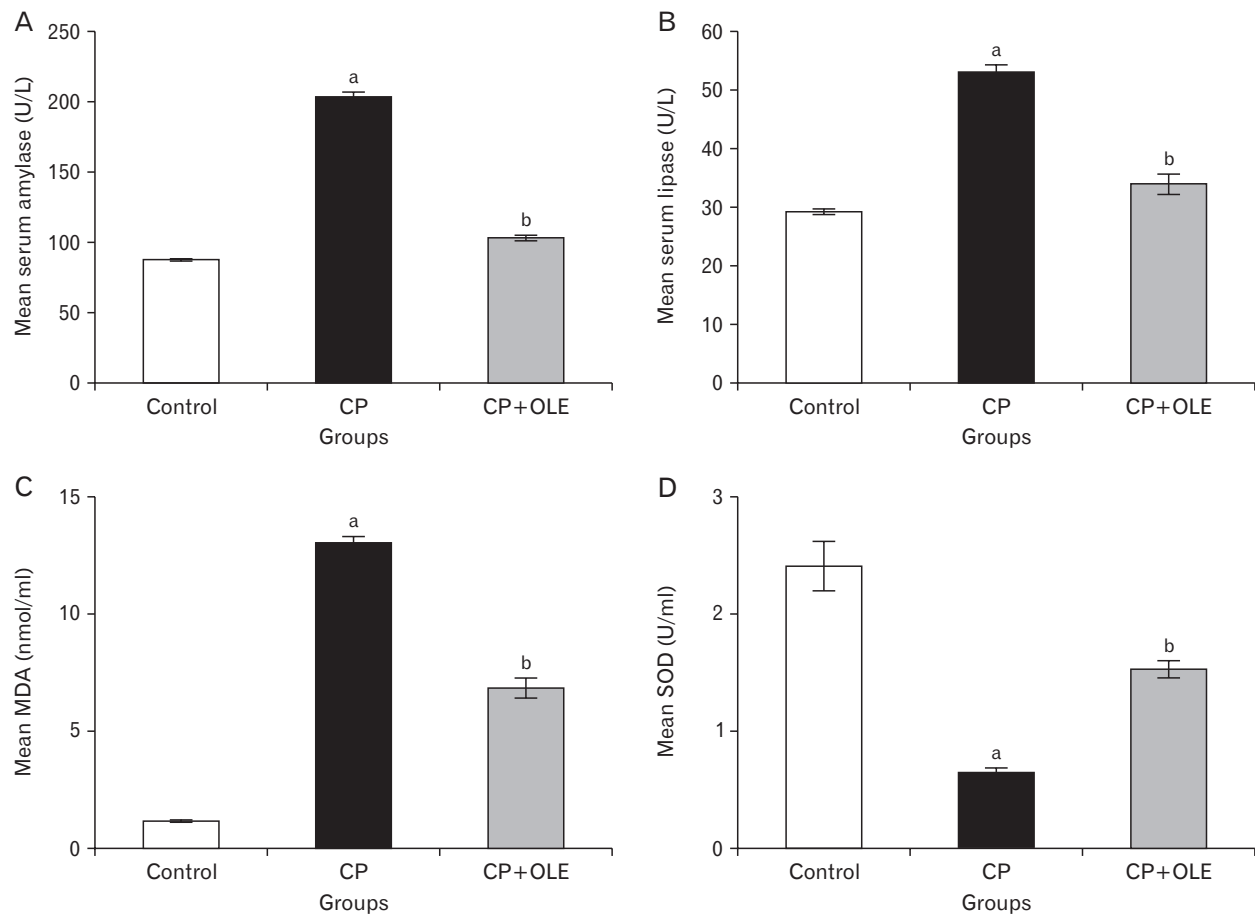 A
Mean serum amylase (U/L)
250
200
150
100
50
0
a
b
Control CP CP+OLE
Groups
B
Mean serum lipase (U/L)
60
50
40
30
20
10
0
a
b
Control CP CP+OLE
Groups
C
Mean MDA (nmol/ml)
15
10
5
0
a
b
Control CP CP+OLE
Groups
D
Mean SOD (U/ml)
3
2
1
0
a
b
Control CP CP+OLE
Groups